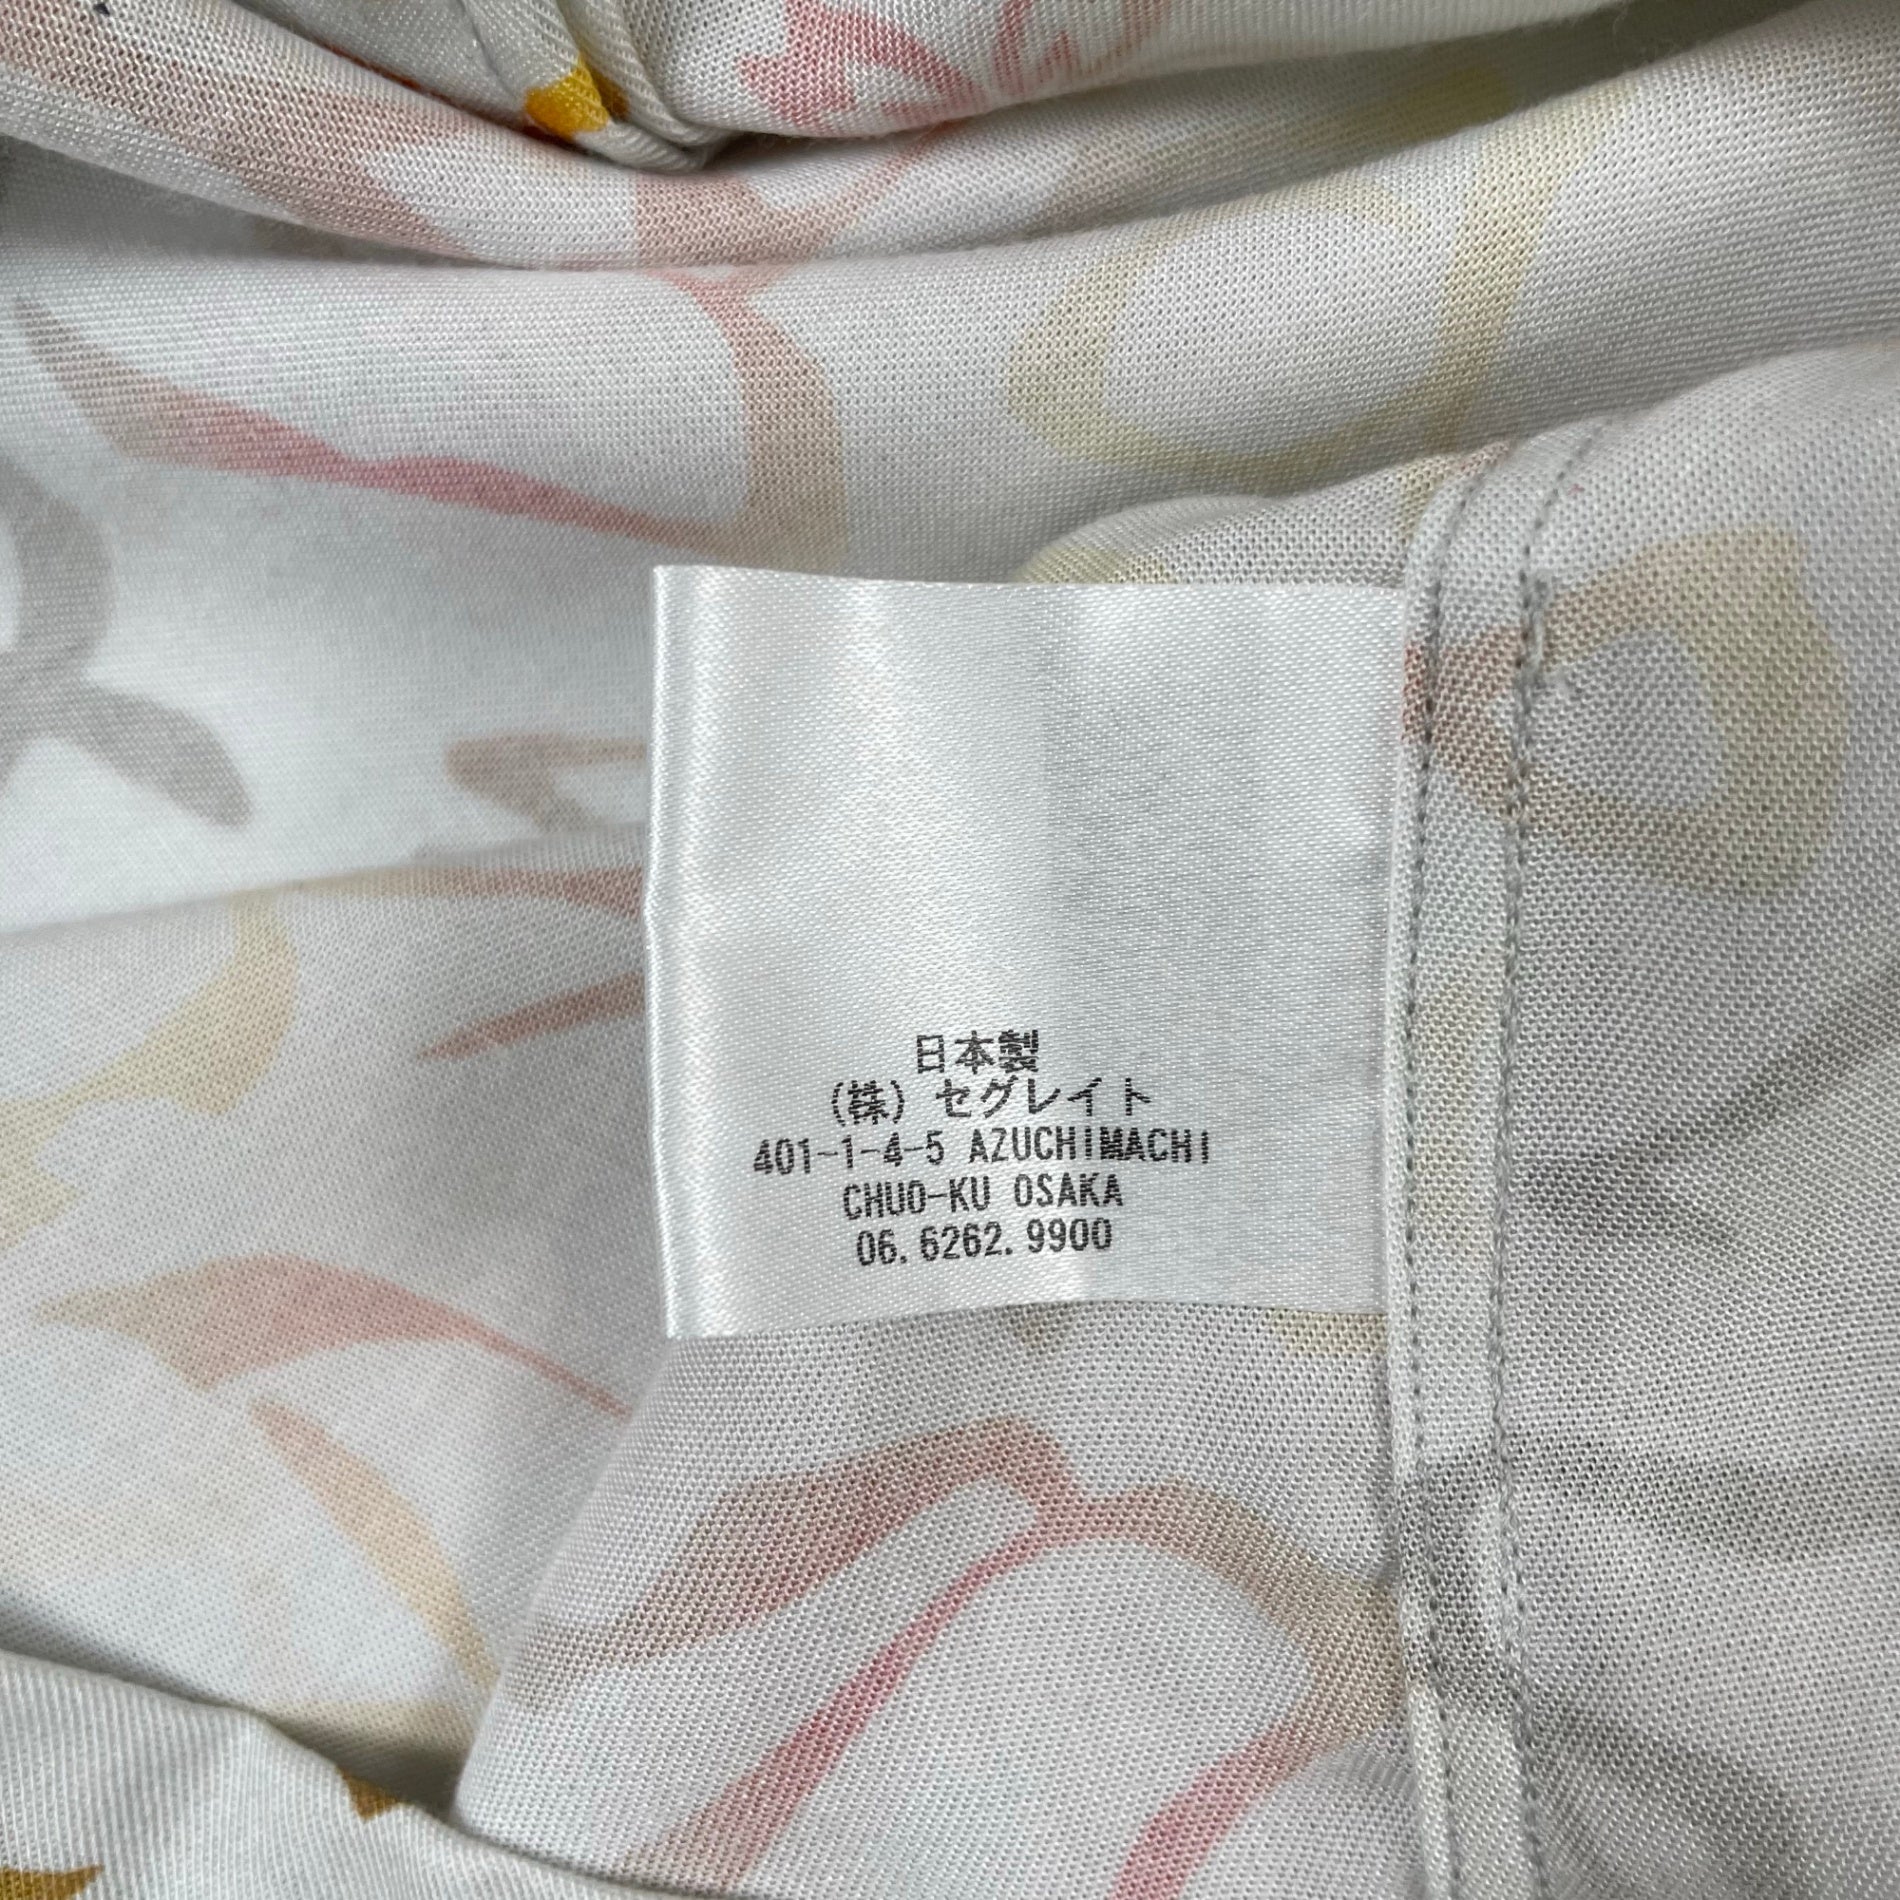 日本製
(株) セグレイト
401-1-4-5 AZUCHIMACHI
CHUO-KU OSAKA
06. 6262. 9900